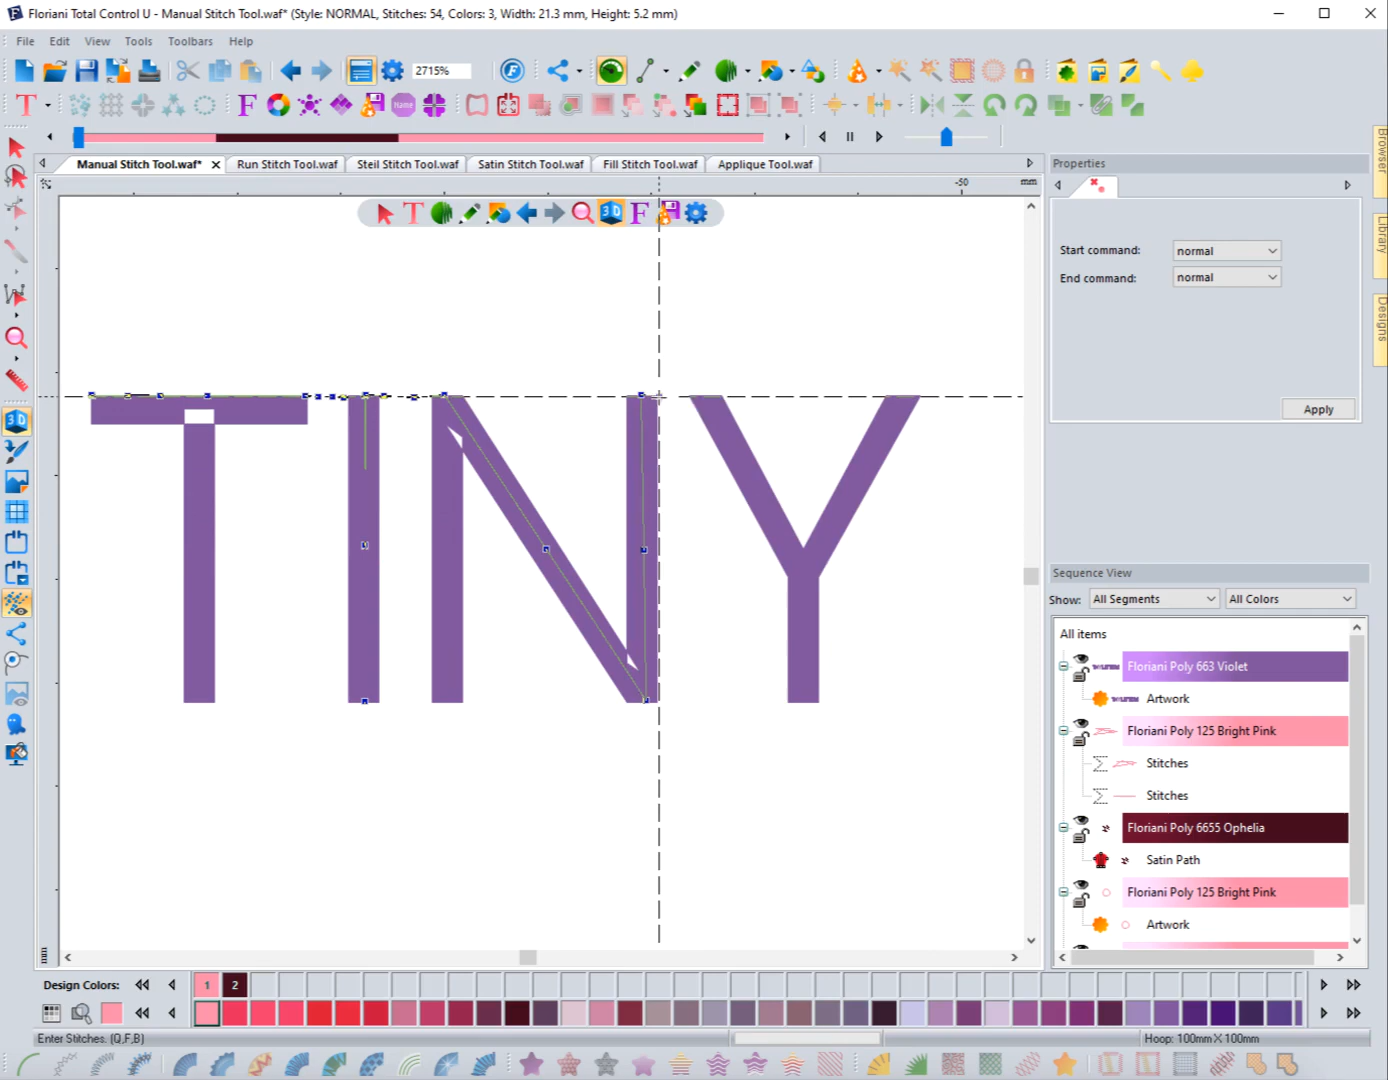 Floriani Total Control U - Manual Stitch Tool.waf* (Style: NORMAL, Stitches: 54, Colors: 3, Width: 21.3 mm, Height: 5.2 mm)
File Edit View Tools Toolbars Help
2715%
Name
Manual Stitch Tool.waf* Run Stitch Tool.waf Steil Stitch Tool.waf Satin Stitch Tool.waf Fill Stitch Tool.waf Applique Tool.waf
Properties
Browser
Library
Designs
-50 mm
3D
Start command: normal
End command: normal
Apply
TINY
3D
Sequence View
Show: All Segments All Colors
All items
Floriani Poly 663 Violet
Artwork
Floriani Poly 125 Bright Pink
Stitches
Stitches
Floriani Poly 6655 Ophelia
Satin Path
Floriani Poly 125 Bright Pink
Artwork
Design Colors: 1 2
Enter Stitches. (Q,F,B) Hoop: 100mm X 100mm